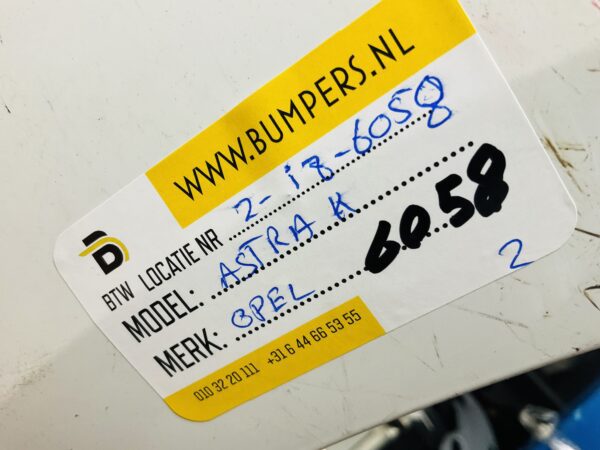 WWW.BUMPERS.NL
BTW LOCATIE NR 2-i8-6058
MODEL: ASTRA K
MERK: OPEL 6058
2
010 32 20 111 +31 6 44 66 53 55